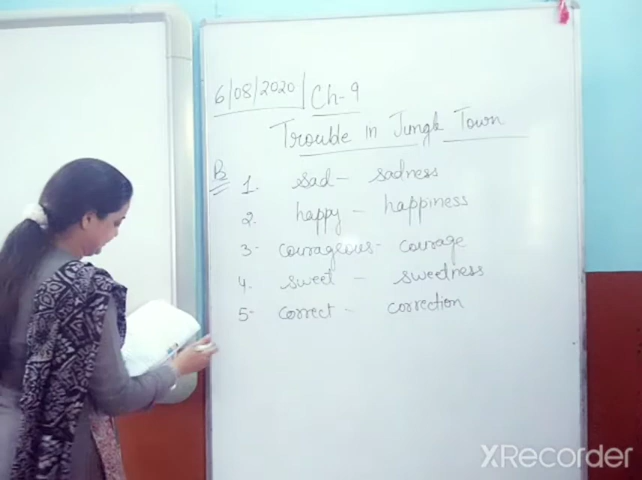 6/08/2020 Ch-9
Trouble in Jungle Town
B 1. Sad - Sadness
2. happy - happiness
3- Courageous - Courage
4. Sweet - Sweetness
5- Correct - Correction
XRecorder